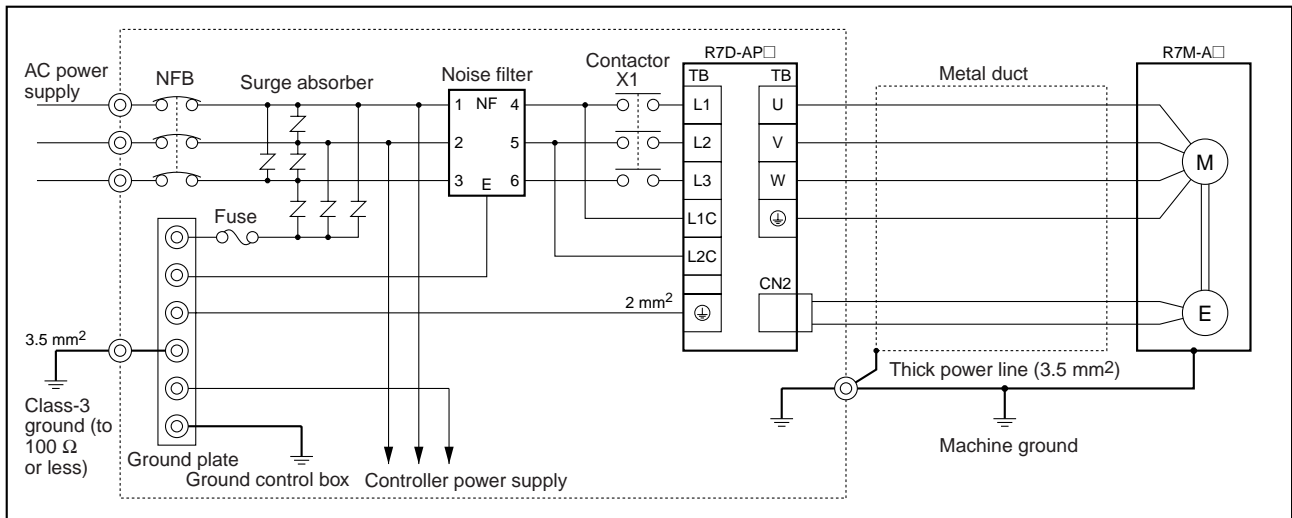 R7D-AP□
R7M-A□
AC power
supply
NFB
Surge absorber
Noise filter
Contactor
X1
TB
TB
Metal duct
1 NF 4
L1
U
2 5
L2
V
M
3 6
E
L3
W
Fuse
L1C
L2C
CN2
2 mm²
E
3.5 mm²
Class-3
ground (to
100 Ω
or less)
Thick power line (3.5 mm²)
Machine ground
Ground plate
Ground control box
Controller power supply